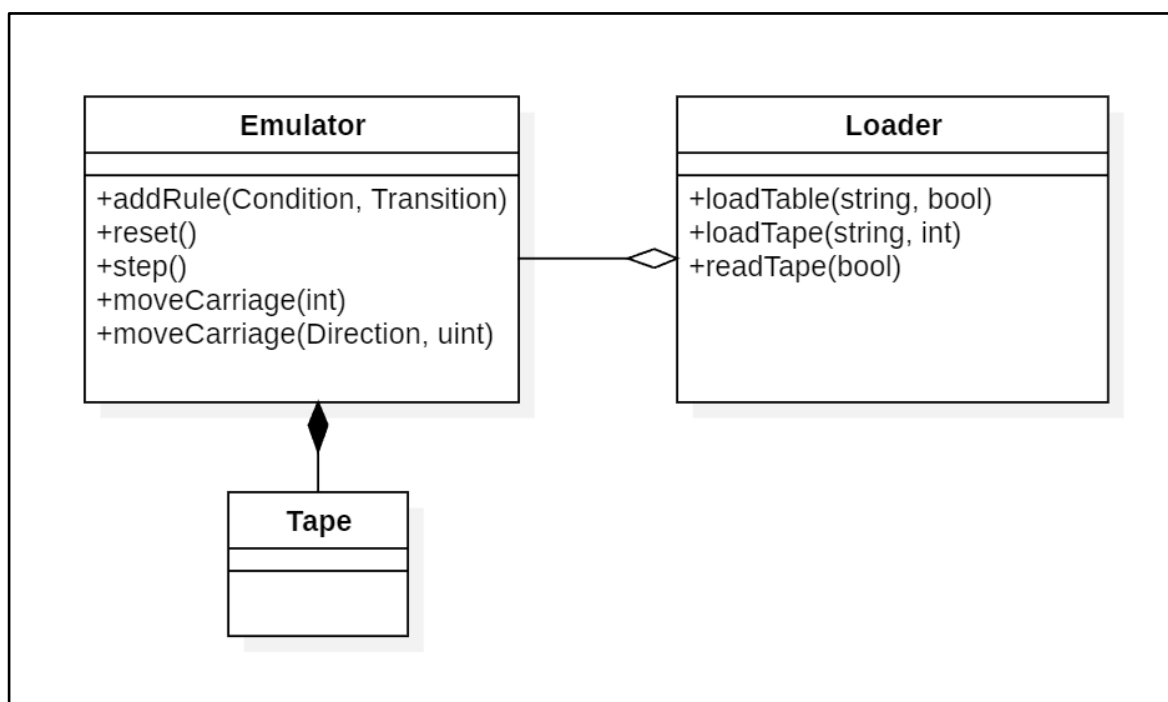 Emulator
+addRule(Condition, Transition)
+reset()
+step()
+moveCarriage(int)
+moveCarriage(Direction, uint)
Loader
+loadTable(string, bool)
+loadTape(string, int)
+readTape(bool)
Tape